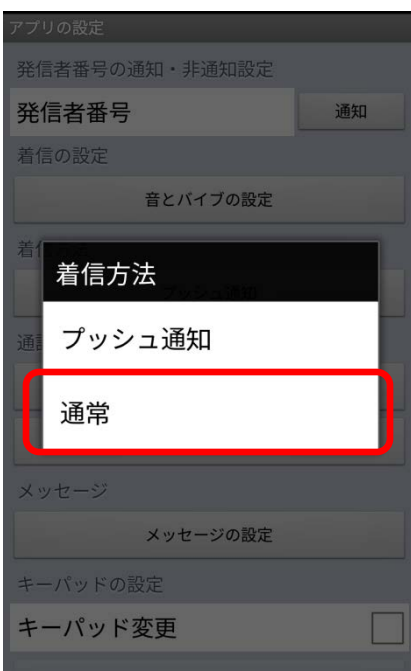 アプリの設定
発信者番号の通知・非通知設定
発信者番号
通知
着信の設定
音とバイブの設定
着信方法
プッシュ通知
通常
メッセージ
メッセージの設定
キーパッドの設定
キーパッド変更